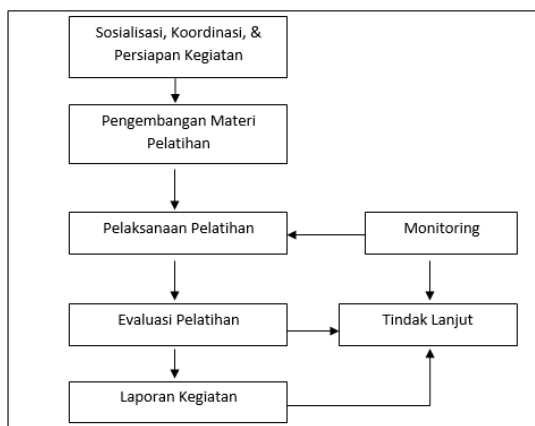 Sosialisasi, Koordinasi, &
Persiapan Kegiatan
Pengembangan Materi
Pelatihan
Pelaksanaan Pelatihan
Monitoring
Evaluasi Pelatihan
Tindak Lanjut
Laporan Kegiatan